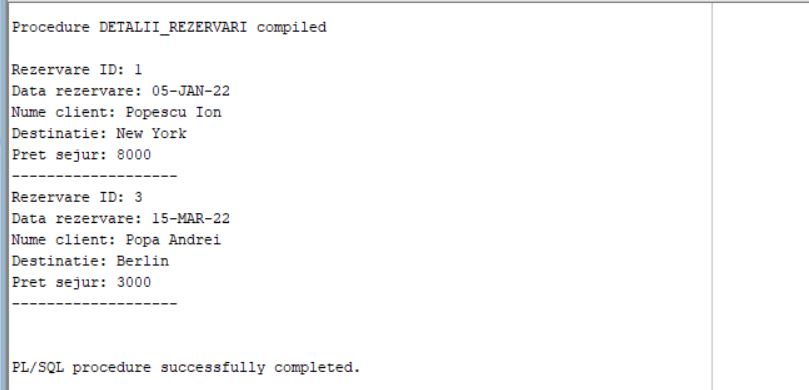 Procedure DETALII_REZERVARI compiled
Rezervare ID: 1
Data rezervare: 05-JAN-22
Nume client: Popescu Ion
Destinatie: New York
Pret sejur: 8000
-------------------
Rezervare ID: 3
Data rezervare: 15-MAR-22
Nume client: Popa Andrei
Destinatie: Berlin
Pret sejur: 3000
-------------------
PL/SQL procedure successfully completed.